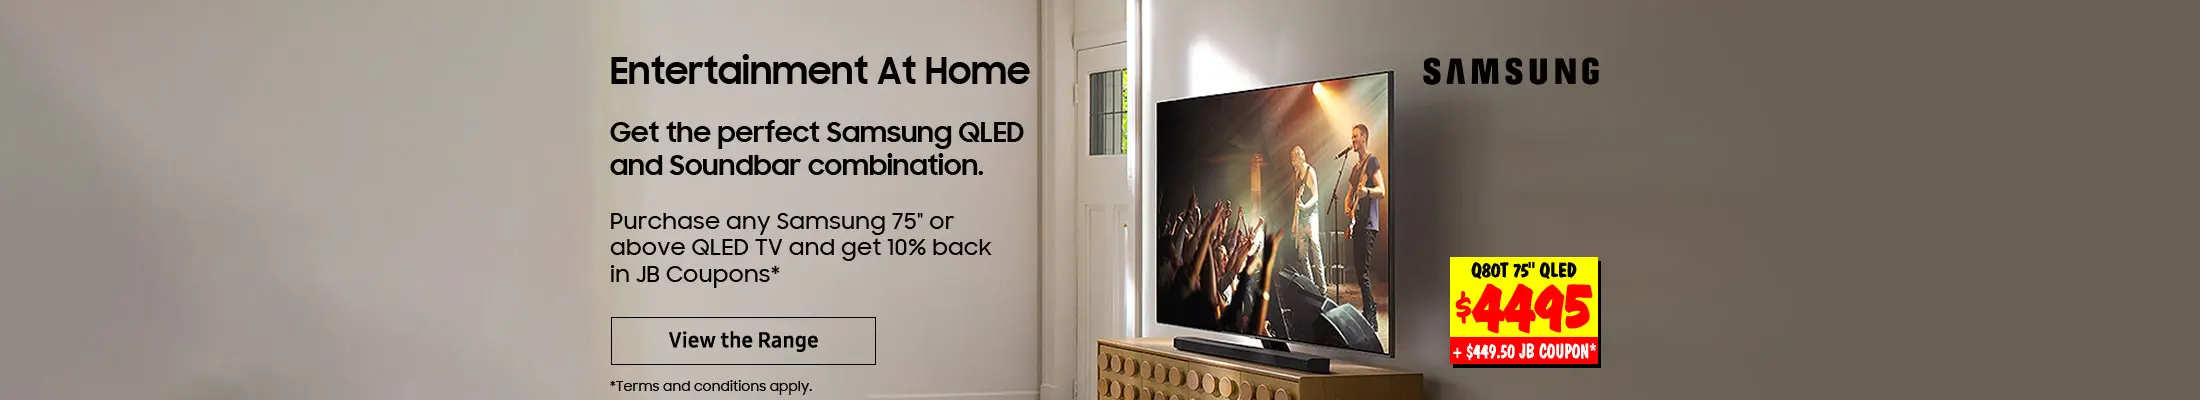 Entertainment At Home
Get the perfect Samsung QLED
and Soundbar combination.
Purchase any Samsung 75" or
above QLED TV and get 10% back
in JB Coupons*
View the Range
*Terms and conditions apply.
SAMSUNG
Q80T 75" QLED
$4495
+ $449.50 JB COUPON*